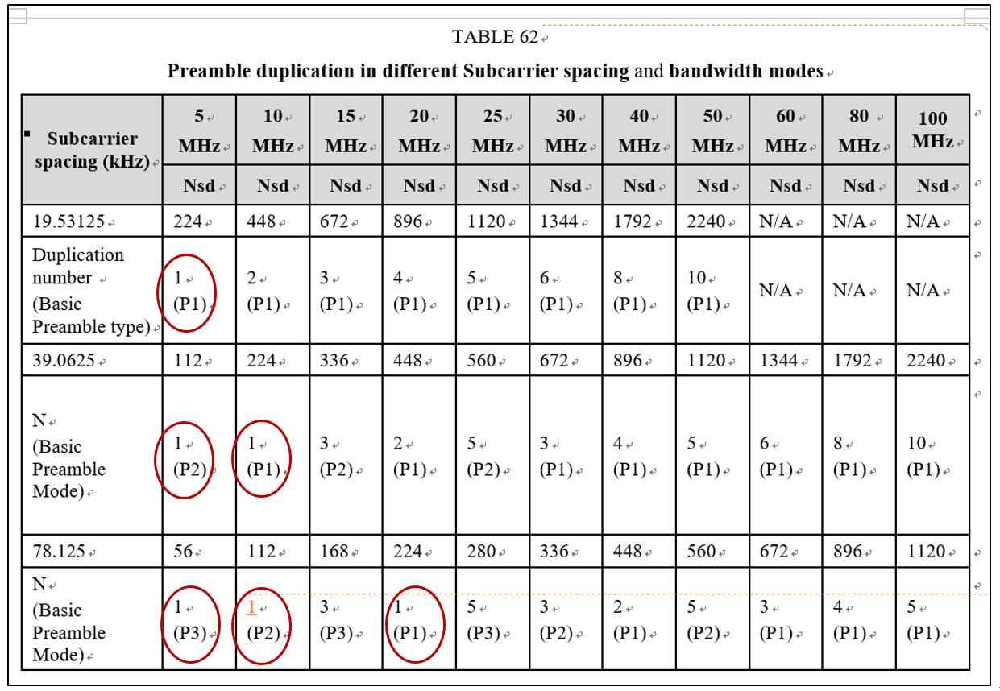 TABLE 62
Preamble duplication in different Subcarrier spacing and bandwidth modes
Subcarrier spacing (kHz) 5 MHz 10 MHz 15 MHz 20 MHz 25 MHz 30 MHz 40 MHz 50 MHz 60 MHz 80 MHz 100 MHz
Nsd Nsd Nsd Nsd Nsd Nsd Nsd Nsd Nsd Nsd Nsd
19.53125 224 448 672 896 1120 1344 1792 2240 N/A N/A N/A
Duplication number (Basic Preamble type) 1 (P1) 2 (P1) 3 (P1) 4 (P1) 5 (P1) 6 (P1) 8 (P1) 10 (P1) N/A N/A N/A
39.0625 112 224 336 448 560 672 896 1120 1344 1792 2240
N (Basic Preamble Mode) 1 (P2) 1 (P1) 3 (P2) 2 (P1) 5 (P2) 3 (P1) 4 (P1) 5 (P1) 6 (P1) 8 (P1) 10 (P1)
78.125 56 112 168 224 280 336 448 560 672 896 1120
N (Basic Preamble Mode) 1 (P3) 1 (P2) 3 (P3) 1 (P1) 5 (P3) 3 (P2) 2 (P1) 5 (P2) 3 (P1) 4 (P1) 5 (P1)